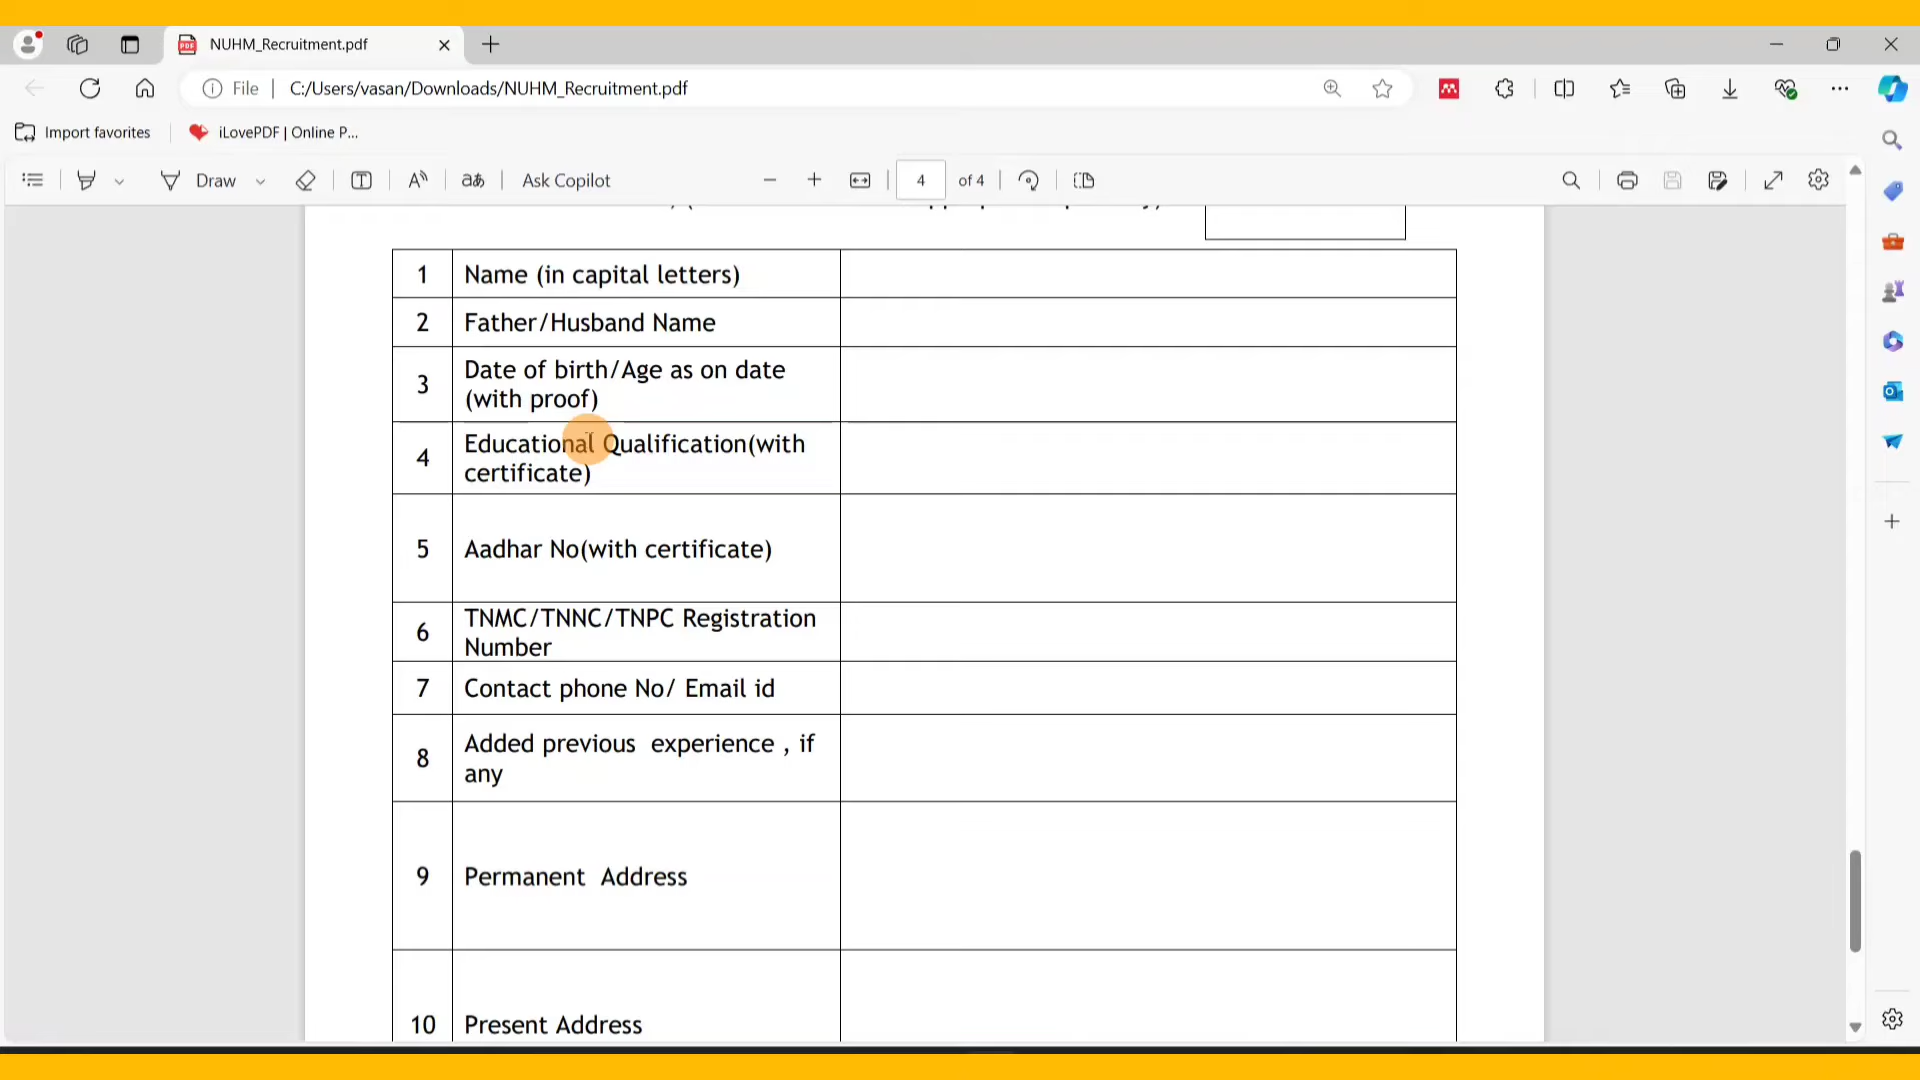 NUHM_Recruitment.pdf
File
C:/Users/vasan/Downloads/NUHM_Recruitment.pdf
Import favorites
iLovePDF | Online P...
Draw
Ask Copilot
4 of 4
1 Name (in capital letters)
2 Father/Husband Name
3 Date of birth/Age as on date
(with proof)
4 Educational Qualification(with
certificate)
5 Aadhar No(with certificate)
6 TNMC/TNNC/TNPC Registration
Number
7 Contact phone No/ Email id
8 Added previous experience , if
any
9 Permanent Address
10 Present Address